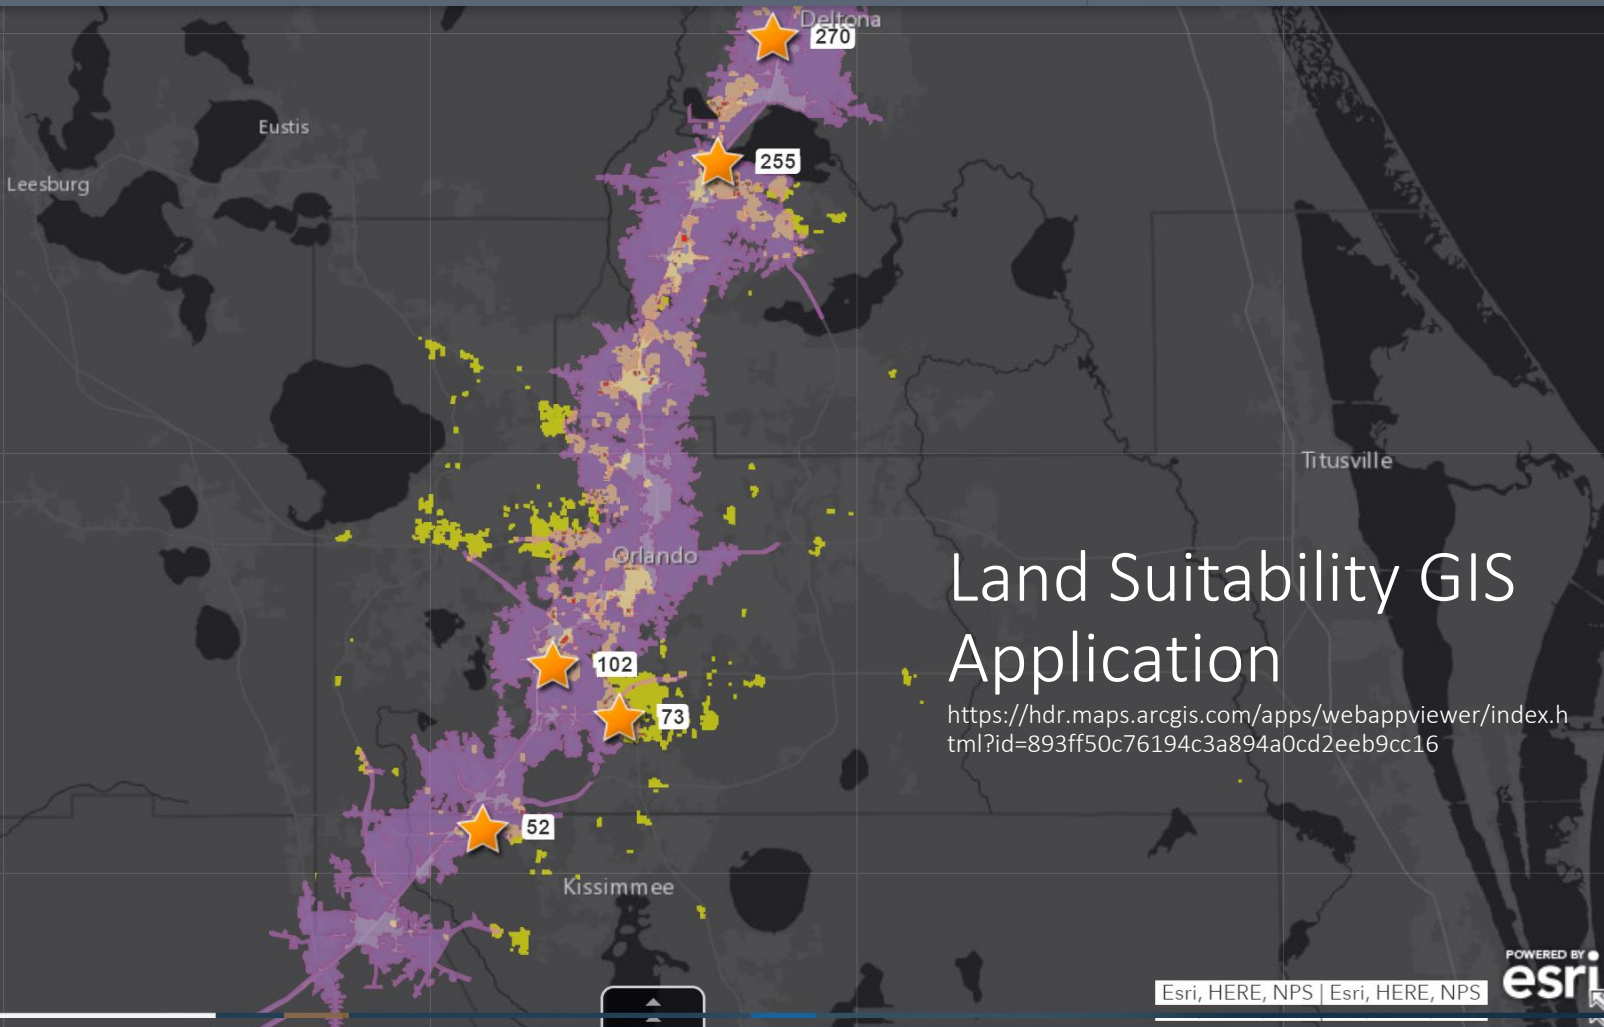 Deltona
270
Eustis
255
Leesburg
Titusville
Orlando
Land Suitability GIS
Application
102
https://hdr.maps.arcgis.com/apps/webappviewer/index.h
tml?id=893ff50c76194c3a894a0cd2eeb9cc16
73
52
Kissimmee
POWERED BY
esri
Esri, HERE, NPS | Esri, HERE, NPS